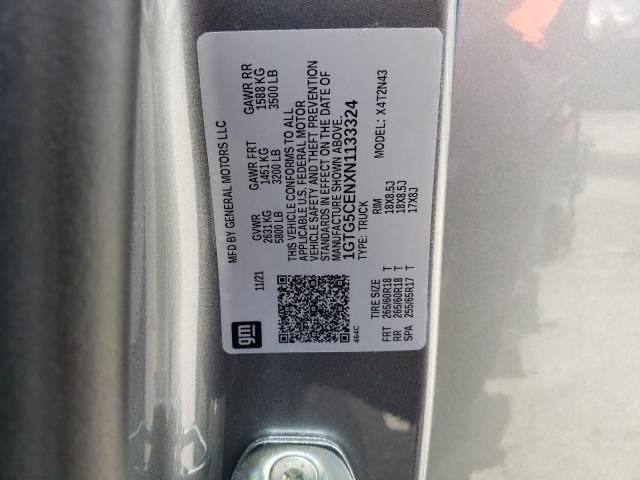 MFD BY GENERAL MOTORS LLC
11/21
GVWR
2631 KG
5800 LB
GAWR FRT
1451 KG
3200 LB
GAWR RR
1588 KG
3500 LB
THIS VEHICLE CONFORMS TO ALL
APPLICABLE U.S. FEDERAL MOTOR
VEHICLE SAFETY AND THEFT PREVENTION
STANDARDS IN EFFECT ON THE DATE OF
MANUFACTURE SHOWN ABOVE.
1GTG5CENXN1133324
TYPE: TRUCK
MODEL: X4T2N43
gm
464C
TIRE SIZE
RIM
FRT 265/60R18 T 18X8.5J
RR 265/60R18 T 18X8.5J
SPA 255/65R17 T 17X8J